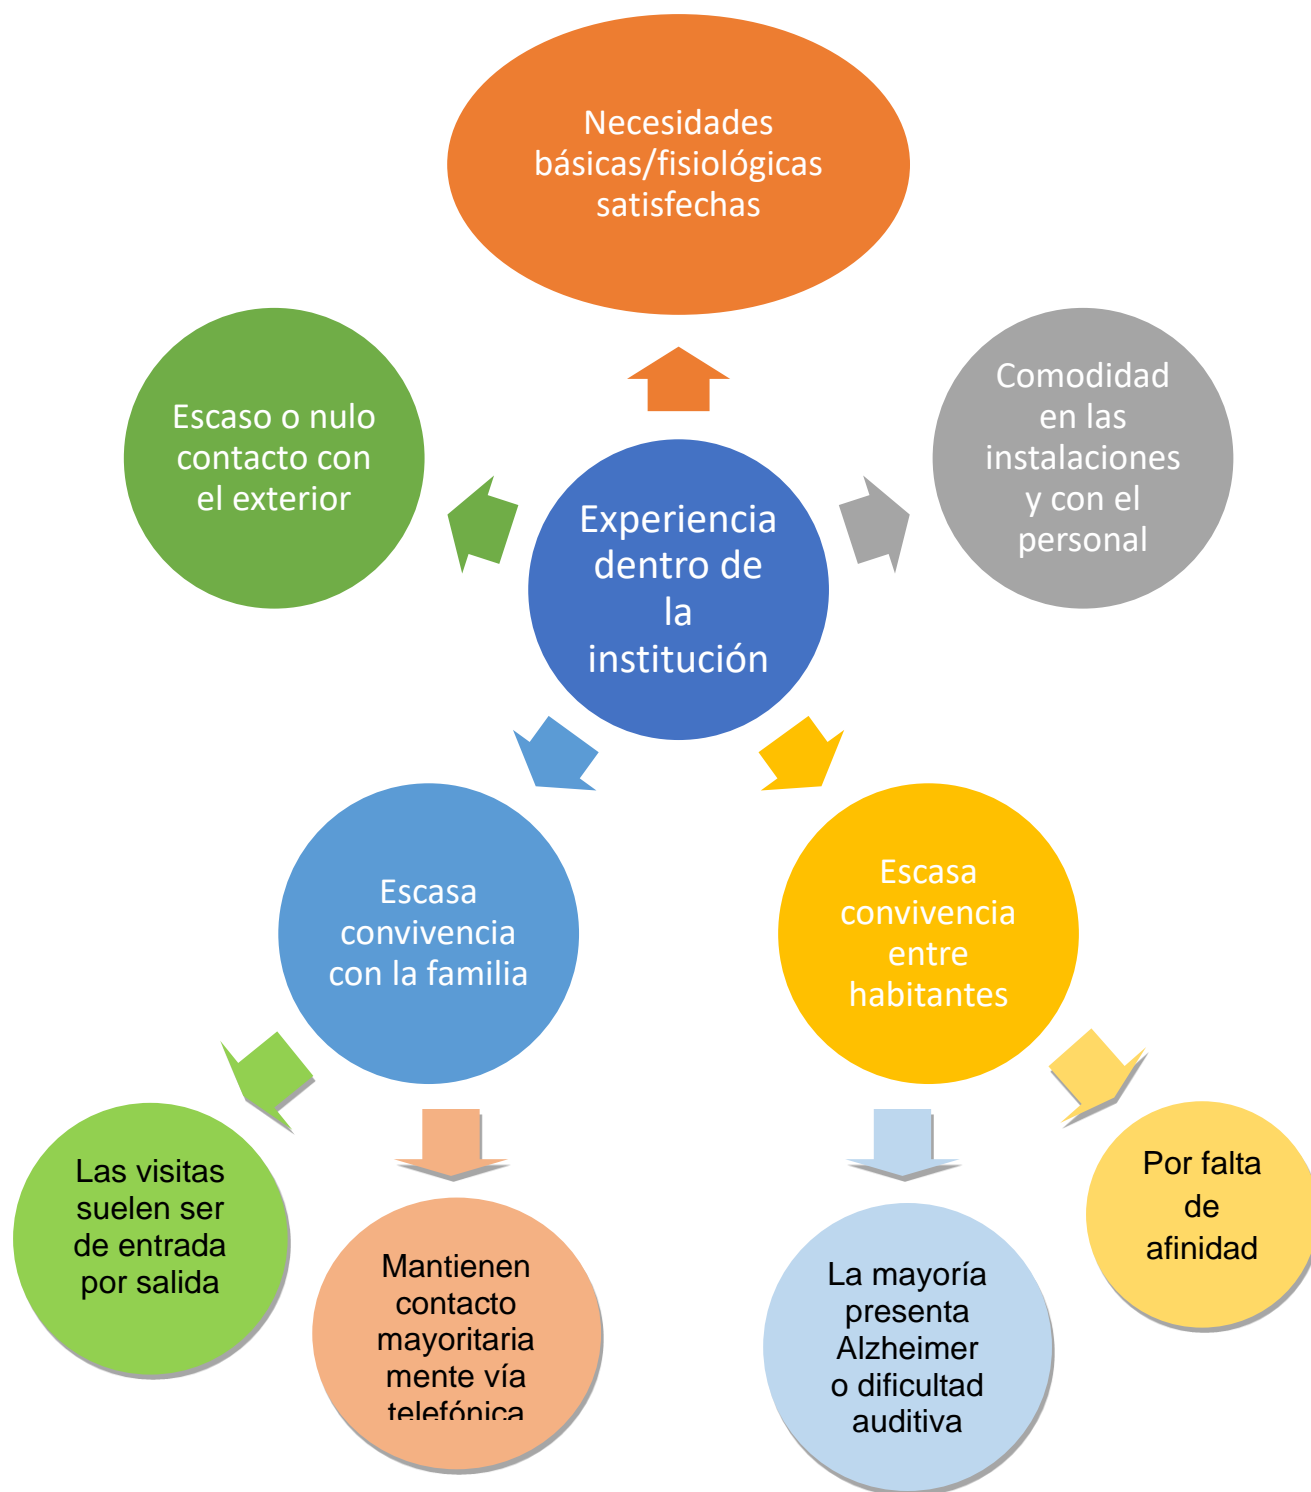 Necesidades
básicas/fisiológicas
satisfechas
Escaso o nulo
contacto con
el exterior
Comodidad
en las
instalaciones
y con el
personal
Experiencia
dentro de
la
institución
Escasa
convivencia
con la familia
Escasa
convivencia
entre
habitantes
Las visitas
suelen ser
de entrada
por salida
Mantienen
contacto
mayoritaria
mente vía
telefónica
La mayoría
presenta
Alzheimer
o dificultad
auditiva
Por falta
de
afinidad